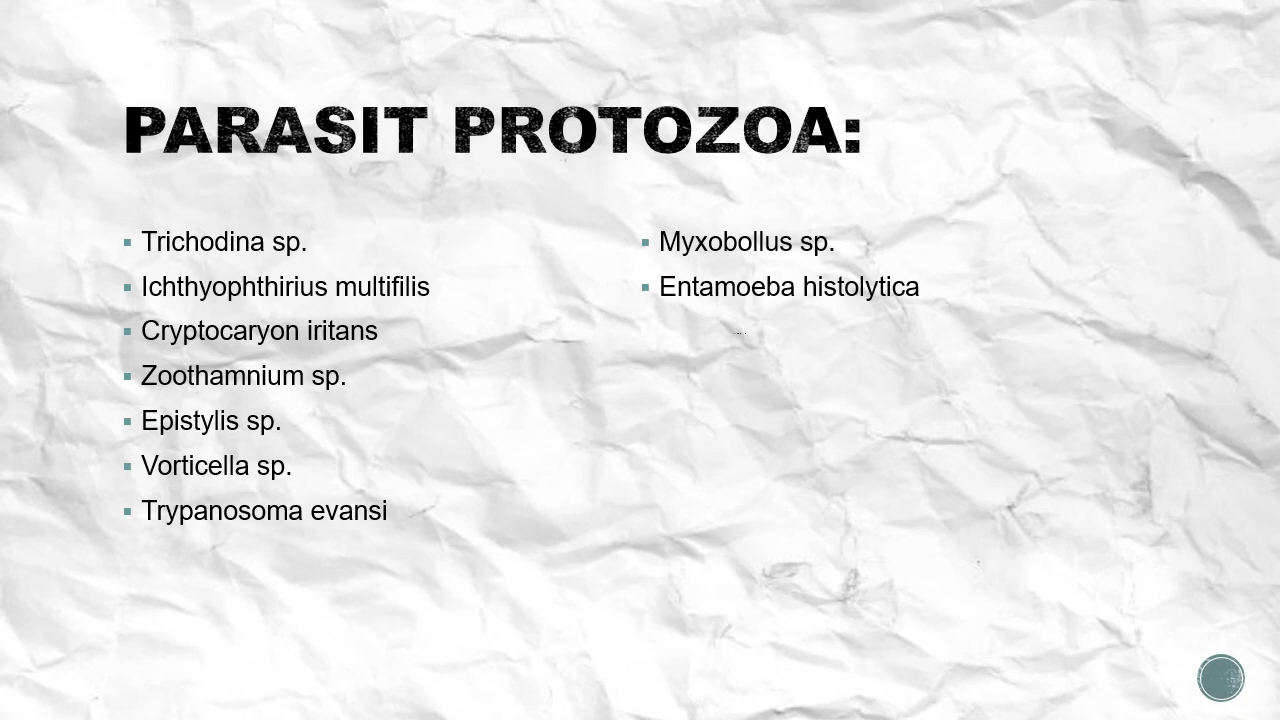 PARASIT PROTOZOA:
Trichodina sp.
Ichthyophthirius multifilis
Cryptocaryon iritans
Zoothamnium sp.
Epistylis sp.
Vorticella sp.
Trypanosoma evansi
Myxobollus sp.
Entamoeba histolytica